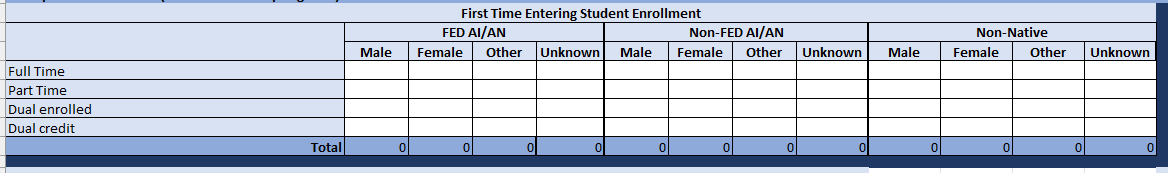 First Time Entering Student Enrollment
FED AI/AN Non-FED AI/AN Non-Native
Male Female Other Unknown Male Female Other Unknown Male Female Other Unknown
Full Time
Part Time
Dual enrolled
Dual credit
Total 0 0 0 0 0 0 0 0 0 0 0 0